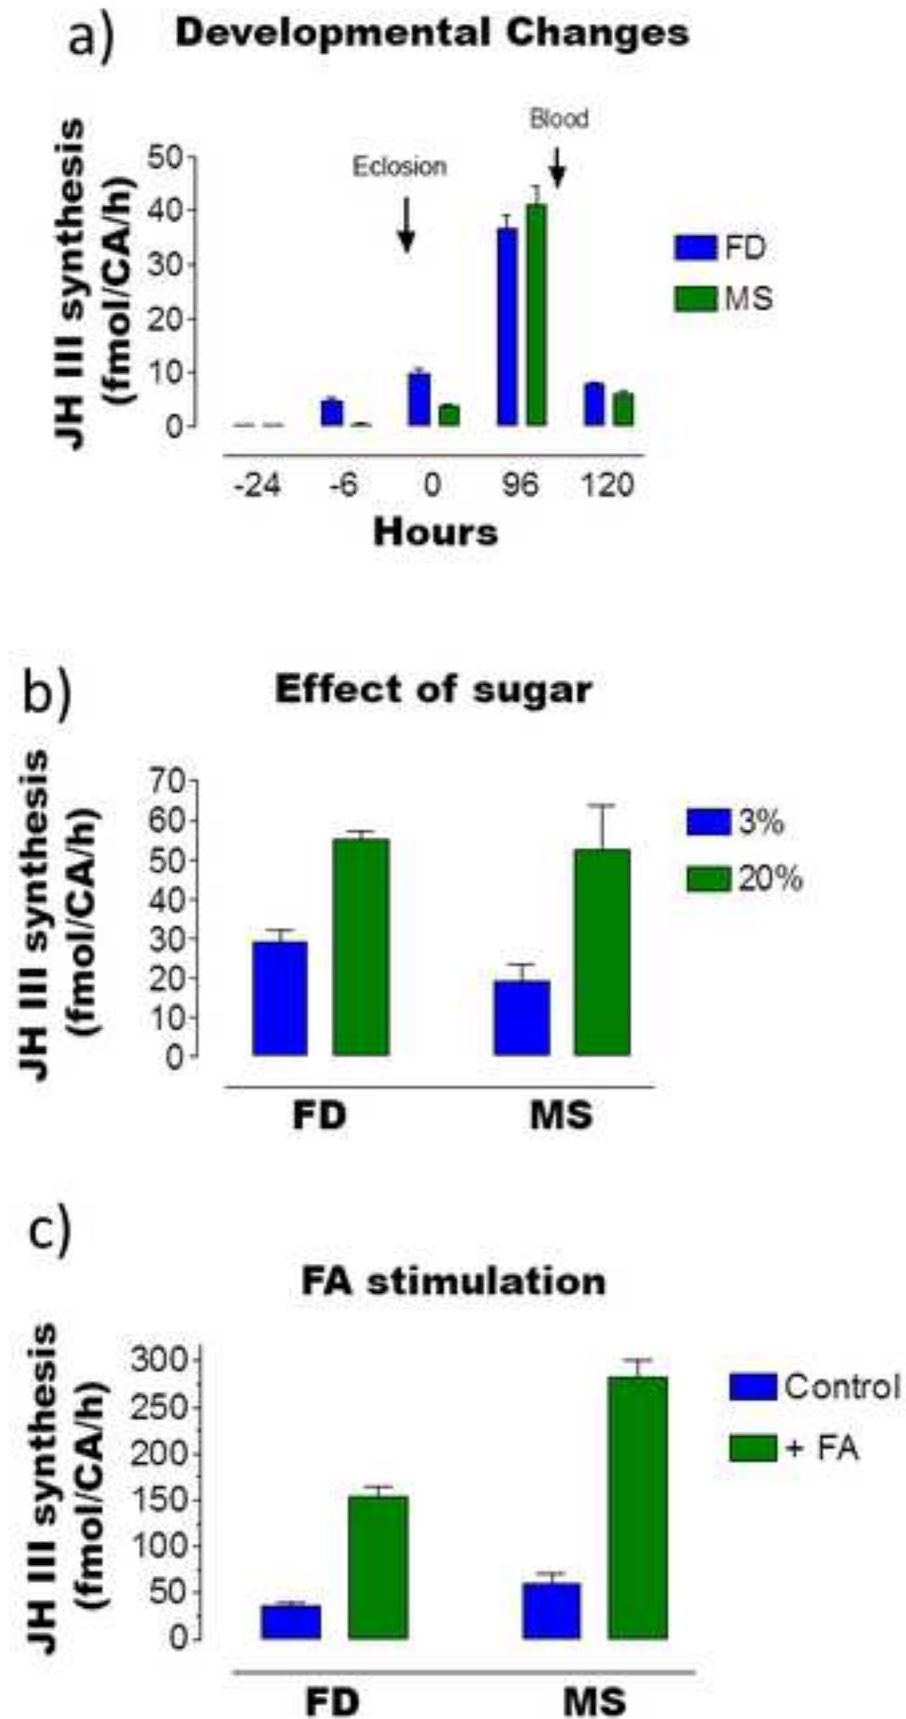 a)
Developmental Changes
JH III synthesis
(fmol/CA/h)
50
40
30
20
10
0
Eclosion
Blood
FD
MS
-24 -6 0 96 120
Hours
b)
Effect of sugar
JH III synthesis
(fmol/CA/h)
70
60
50
40
30
20
10
0
3%
20%
FD MS
c)
FA stimulation
JH III synthesis
(fmol/CA/h)
300
250
200
150
100
50
0
Control
+ FA
FD MS